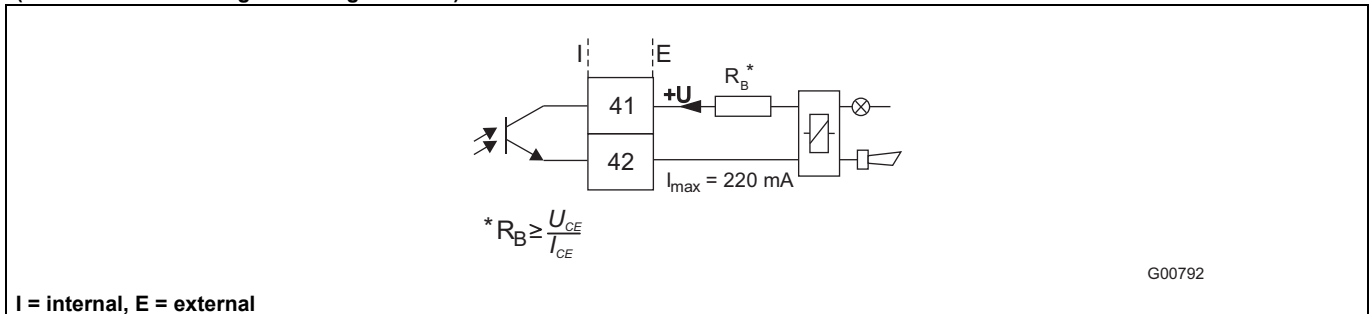 I E
41 +U R_B*
42 I_max = 220 mA
* R_B ≥ U_CE / I_CE
G00792
I = internal, E = external